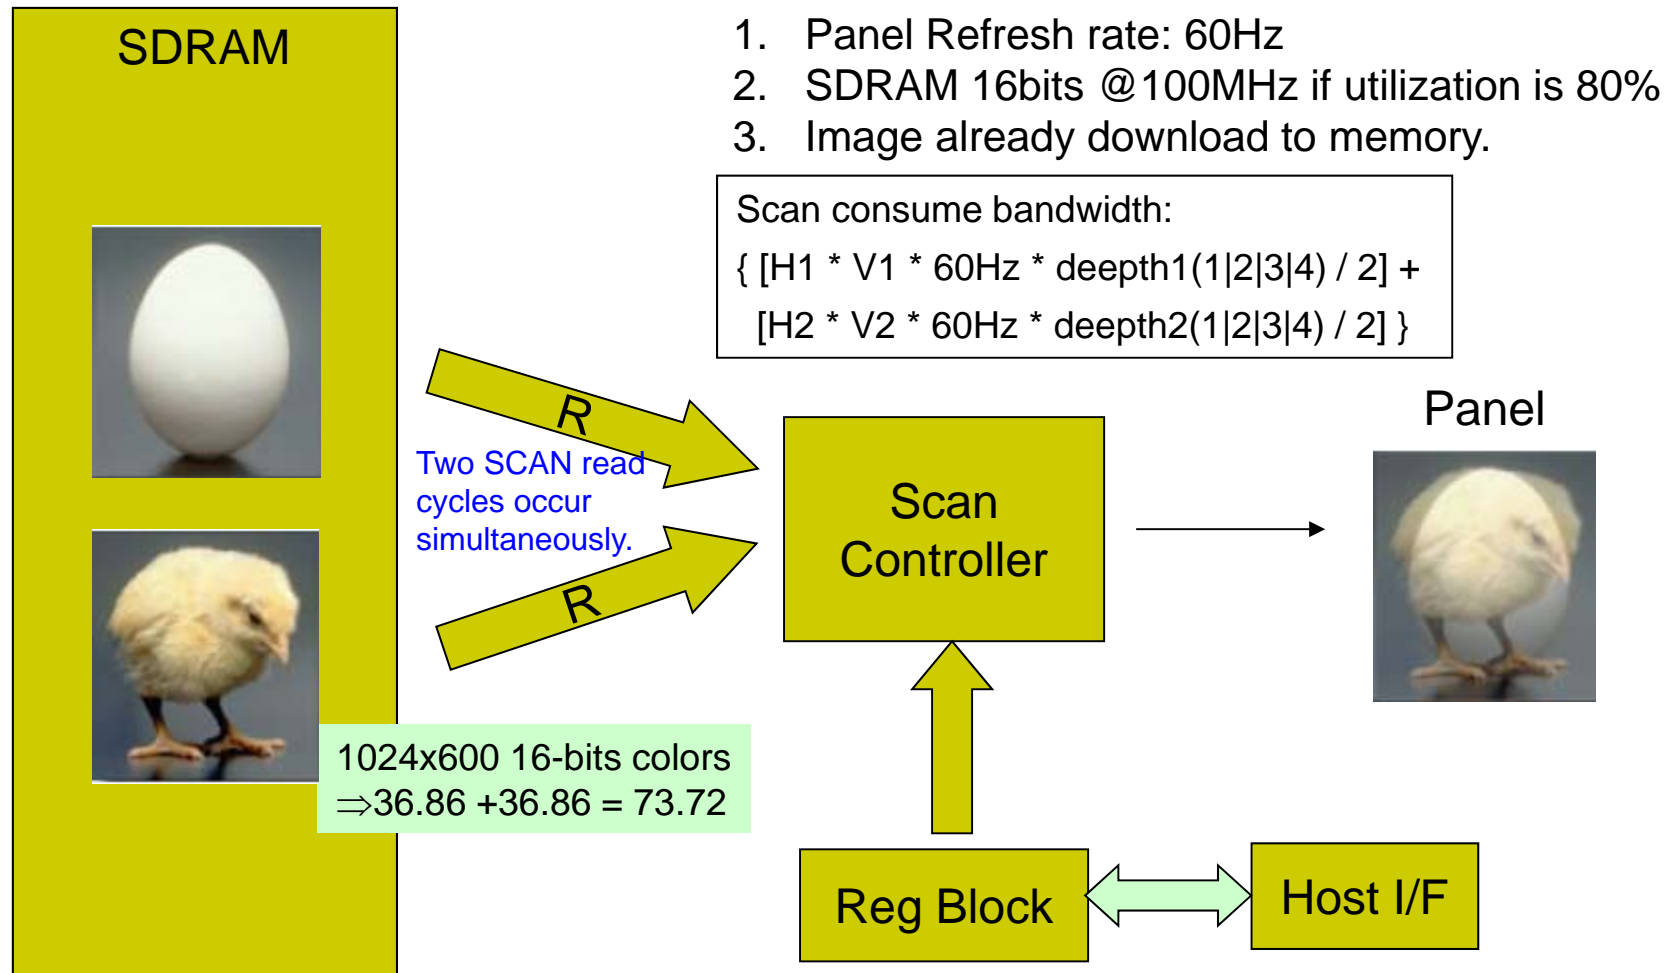 SDRAM
1. Panel Refresh rate: 60Hz
2. SDRAM 16bits @100MHz if utilization is 80%
3. Image already download to memory.
Scan consume bandwidth:
{ [H1 * V1 * 60Hz * deepth1(1|2|3|4) / 2] +
[H2 * V2 * 60Hz * deepth2(1|2|3|4) / 2] }
R
Two SCAN read
cycles occur
simultaneously.
R
Scan
Controller
Panel
1024x600 16-bits colors
⇒36.86 +36.86 = 73.72
Reg Block
Host I/F